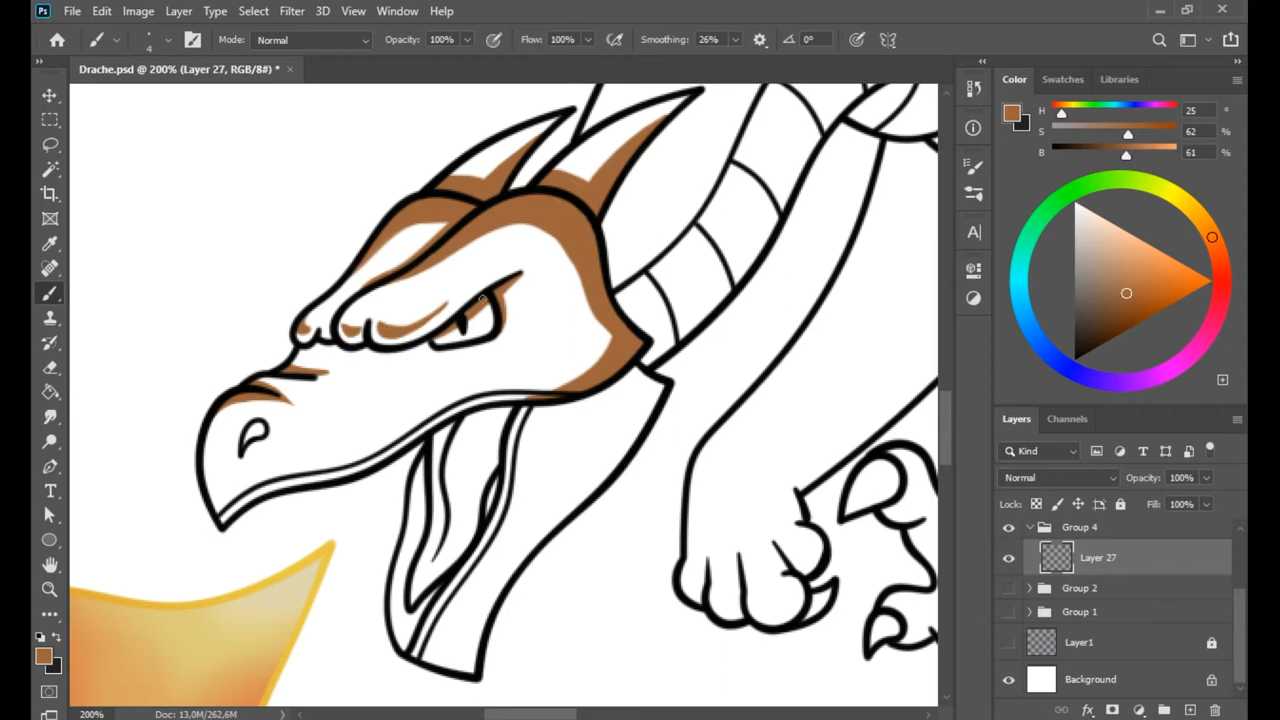 Ps File Edit Image Layer Type Select Filter 3D View Window Help
4 Mode: Normal Opacity: 100% Flow: 100% Smoothing: 26% 0°
Drache.psd @ 200% (Layer 27, RGB/8#) * ×
Color Swatches Libraries
H 25 °
S 62 %
B 61 %
Layers Channels
Kind
Normal Opacity: 100%
Lock: Fill: 100%
Group 4
Layer 27
Group 2
Group 1
Layer1
Background
200% Doc: 13,0M/262,6M